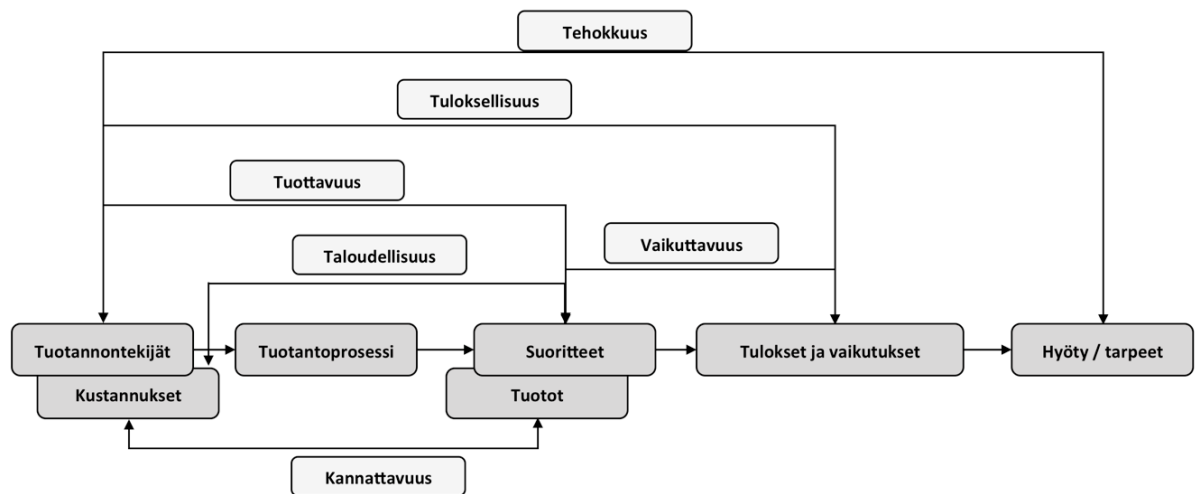 Tehokkuus
Tuloksellisuus
Tuottavuus
Vaikuttavuus
Taloudellisuus
Tuotannontekijät
Tuotantoprosessi
Suoritteet
Tulokset ja vaikutukset
Hyöty / tarpeet
Kustannukset
Tuotot
Kannattavuus